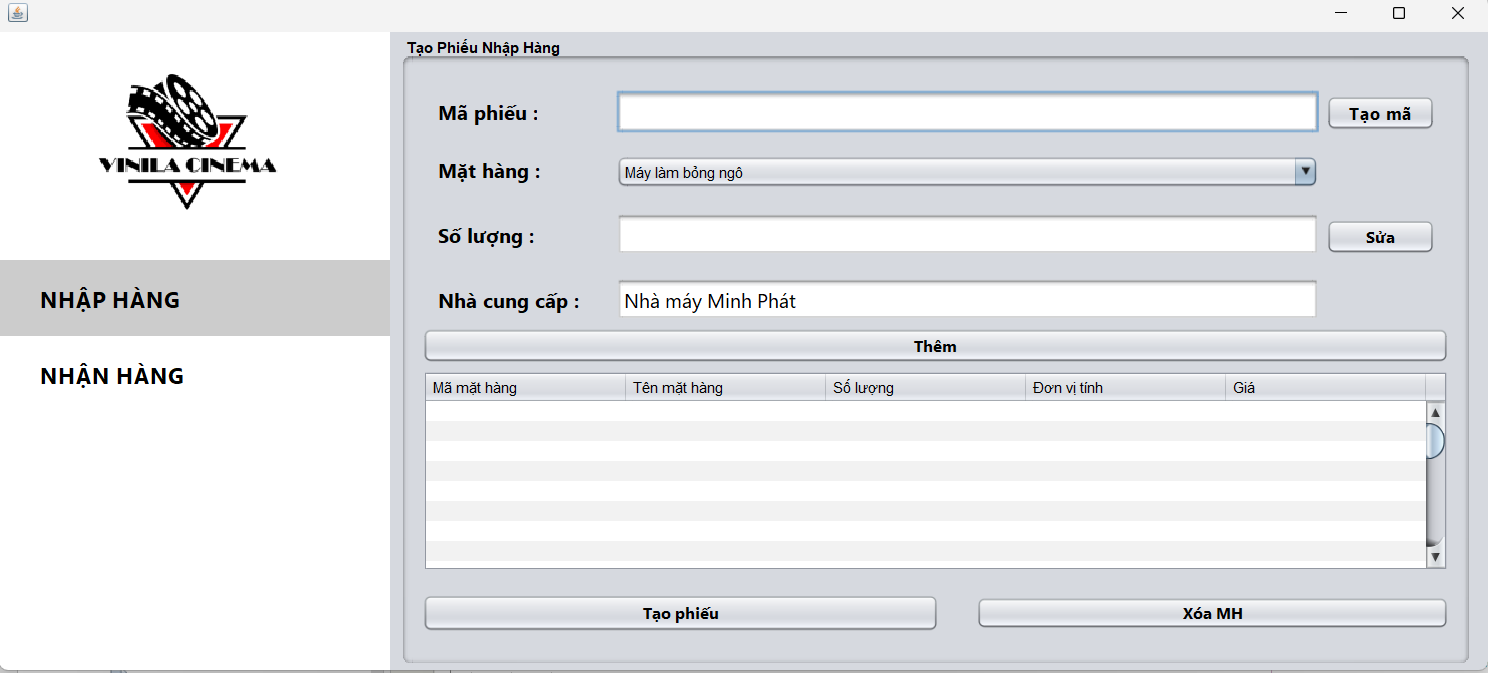 VINILA CINEMA
NHẬP HÀNG
NHẬN HÀNG
Tạo Phiếu Nhập Hàng
Mã phiếu :
Tạo mã
Mặt hàng :
Máy làm bỏng ngô
Số lượng :
Sửa
Nhà cung cấp :
Nhà máy Minh Phát
Thêm
Mã mặt hàng Tên mặt hàng Số lượng Đơn vị tính Giá
Tạo phiếu
Xóa MH